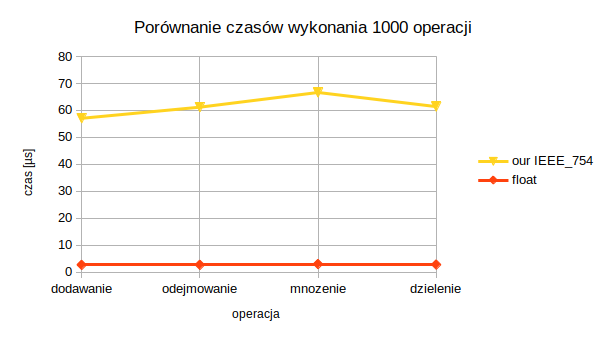 Porównanie czasów wykonania 1000 operacji
80
70
60
50
40
30
20
10
0
czas [µs]
dodawanie odejmowanie mnozenie dzielenie
operacja
our IEEE_754
float